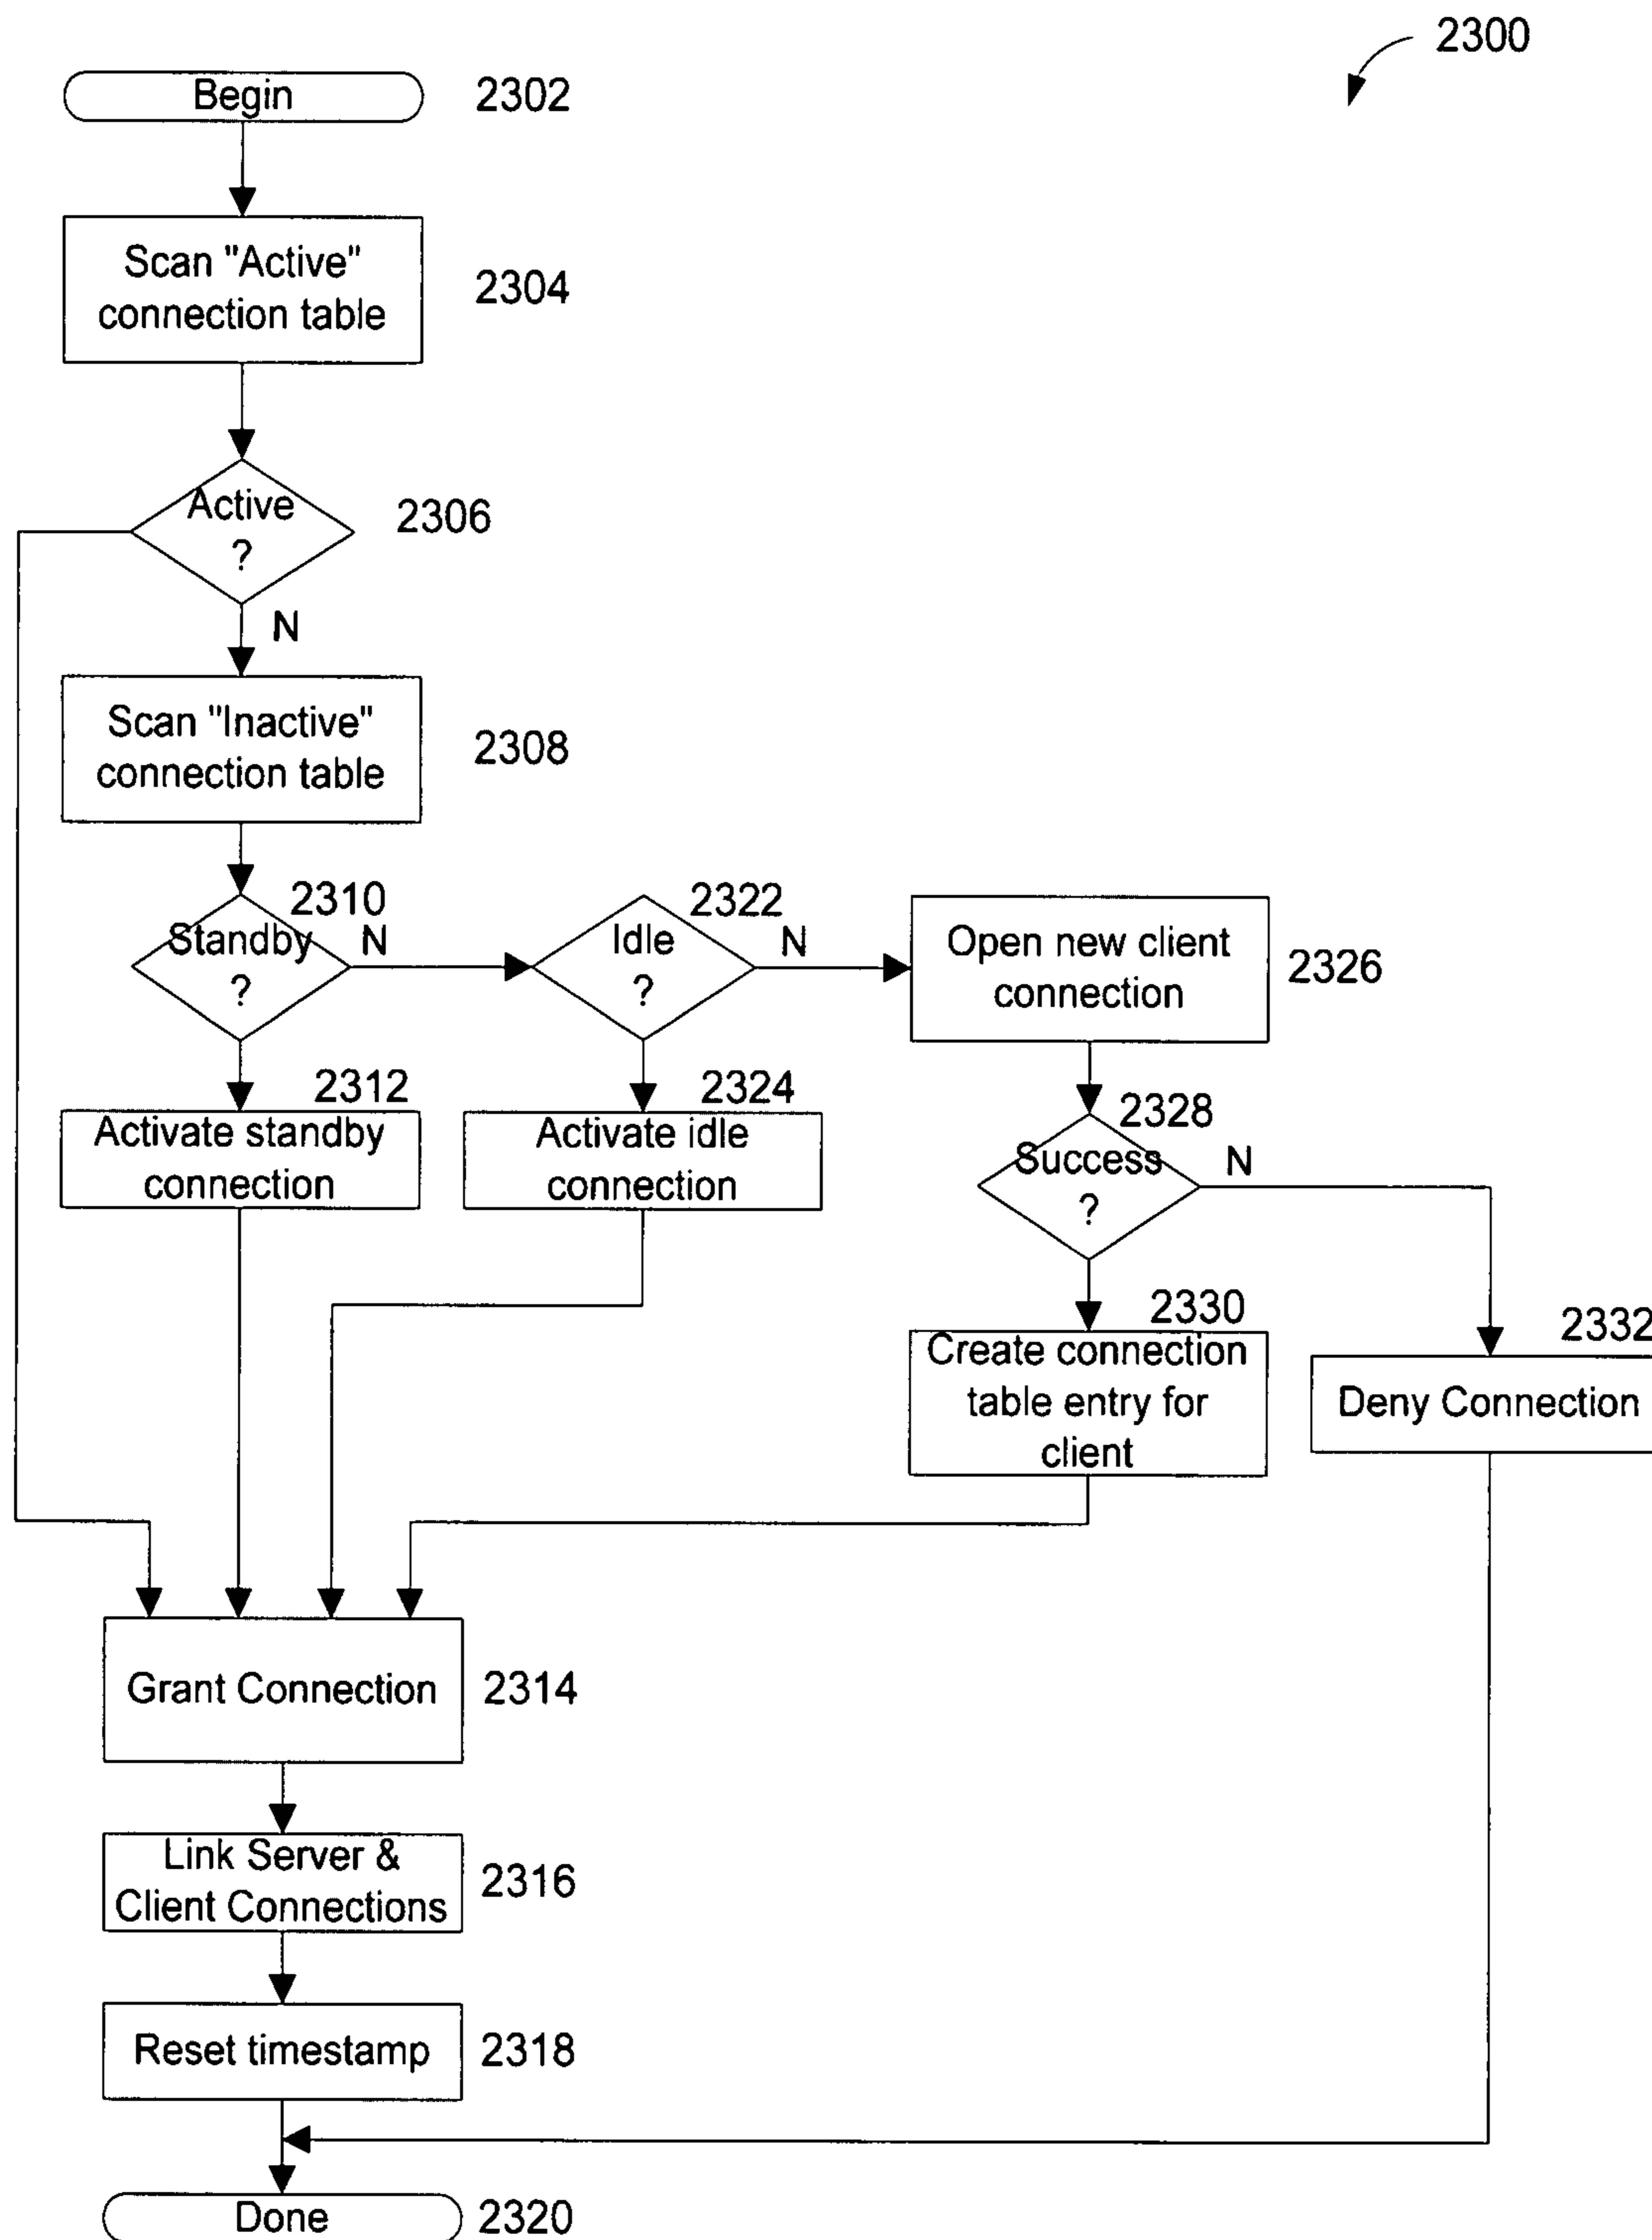 2300
Begin
2302
Scan "Active"
connection table
2304
Active
?
2306
N
Scan "Inactive"
connection table
2308
2310
Standby
?
N
2322
Idle
?
N
Open new client
connection
2326
2312
Activate standby
connection
2324
Activate idle
connection
2328
Success
?
N
2330
Create connection
table entry for
client
2332
Deny Connection
Grant Connection
2314
Link Server &
Client Connections
2316
Reset timestamp
2318
Done
2320